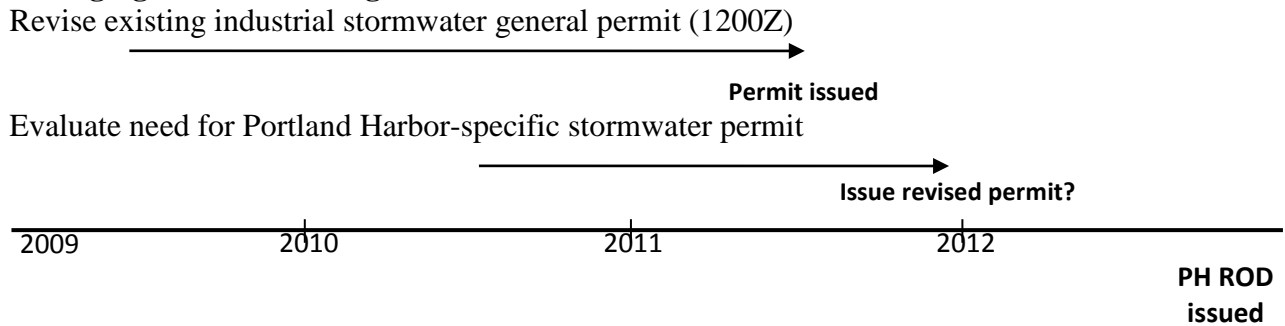 Revise existing industrial stormwater general permit (1200Z)
Permit issued
Evaluate need for Portland Harbor-specific stormwater permit
Issue revised permit?
2009 2010 2011 2012
PH ROD
issued